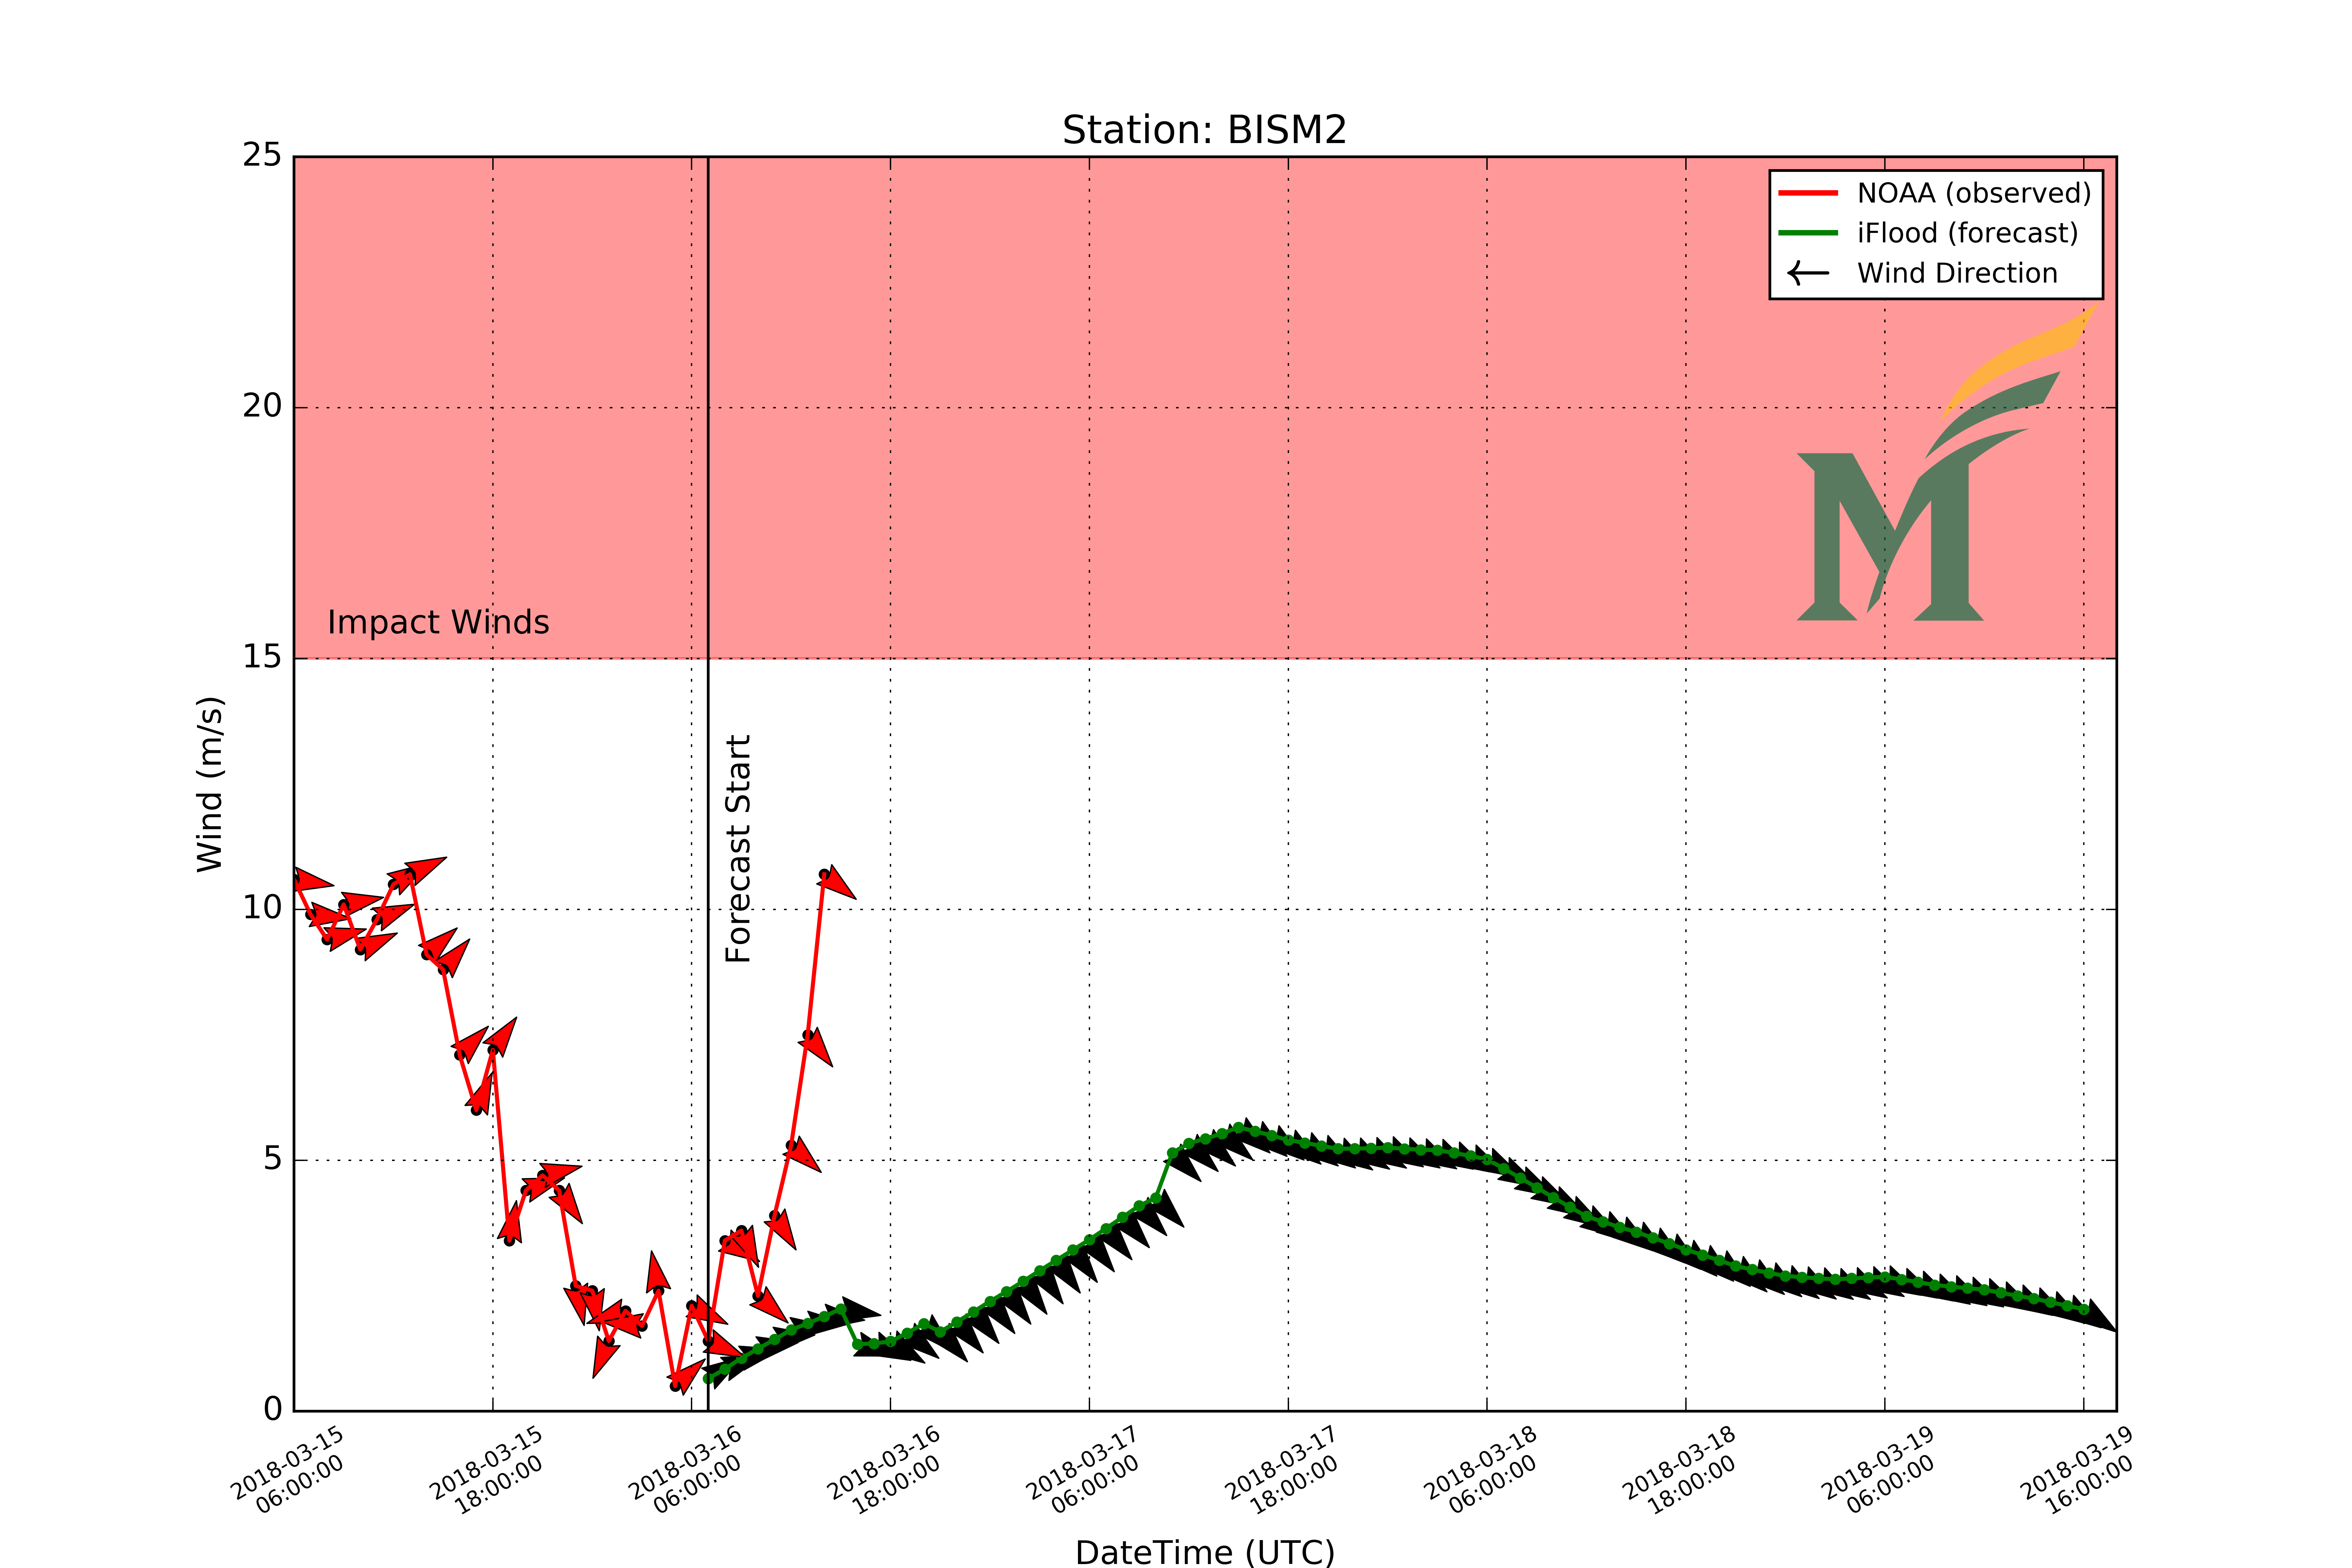 Station: BISM2
25
20
15
10
5
0
Wind (m/s)
NOAA (observed)
iFlood (forecast)
Wind Direction
Impact Winds
Forecast Start
M
2018-03-15
06:00:00
2018-03-15
18:00:00
2018-03-16
06:00:00
2018-03-16
18:00:00
2018-03-17
06:00:00
2018-03-17
18:00:00
2018-03-18
06:00:00
2018-03-18
18:00:00
2018-03-19
06:00:00
2018-03-19
16:00:00
DateTime (UTC)